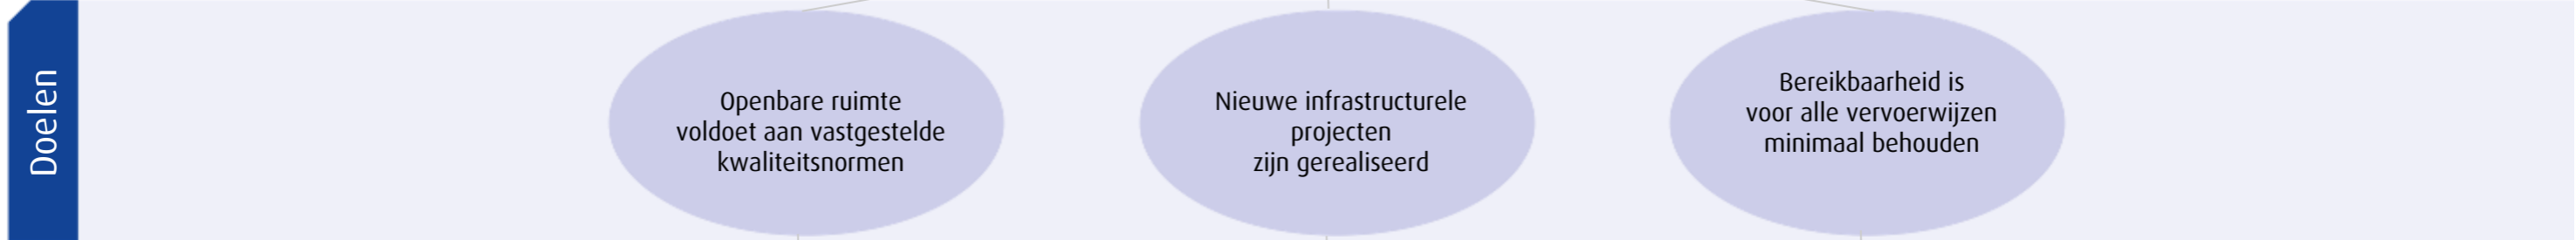 Doelen
Openbare ruimte
voldoet aan vastgestelde
kwaliteitsnormen
Nieuwe infrastructurele
projecten
zijn gerealiseerd
Bereikbaarheid is
voor alle vervoerwijzen
minimaal behouden